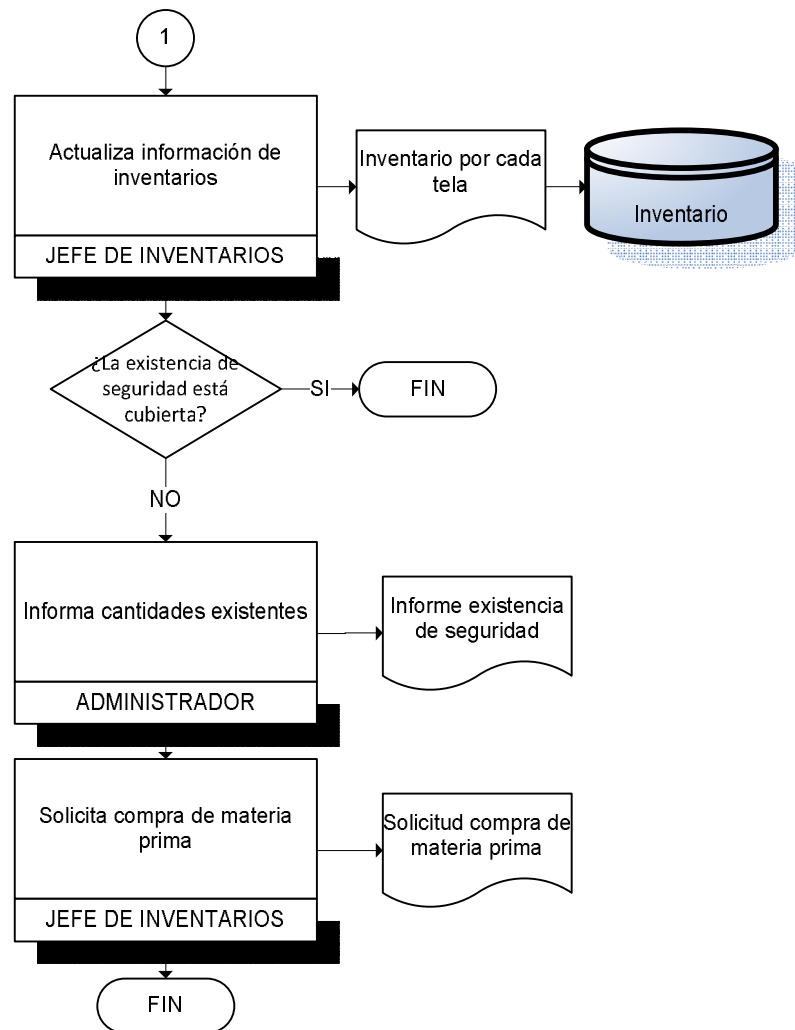 1
Actualiza información de
inventarios
JEFE DE INVENTARIOS
Inventario por cada
tela
Inventario
¿La existencia de
seguridad está
cubierta?
SI
FIN
NO
Informa cantidades existentes
ADMINISTRADOR
Informe existencia
de seguridad
Solicita compra de materia
prima
JEFE DE INVENTARIOS
Solicitud compra de
materia prima
FIN